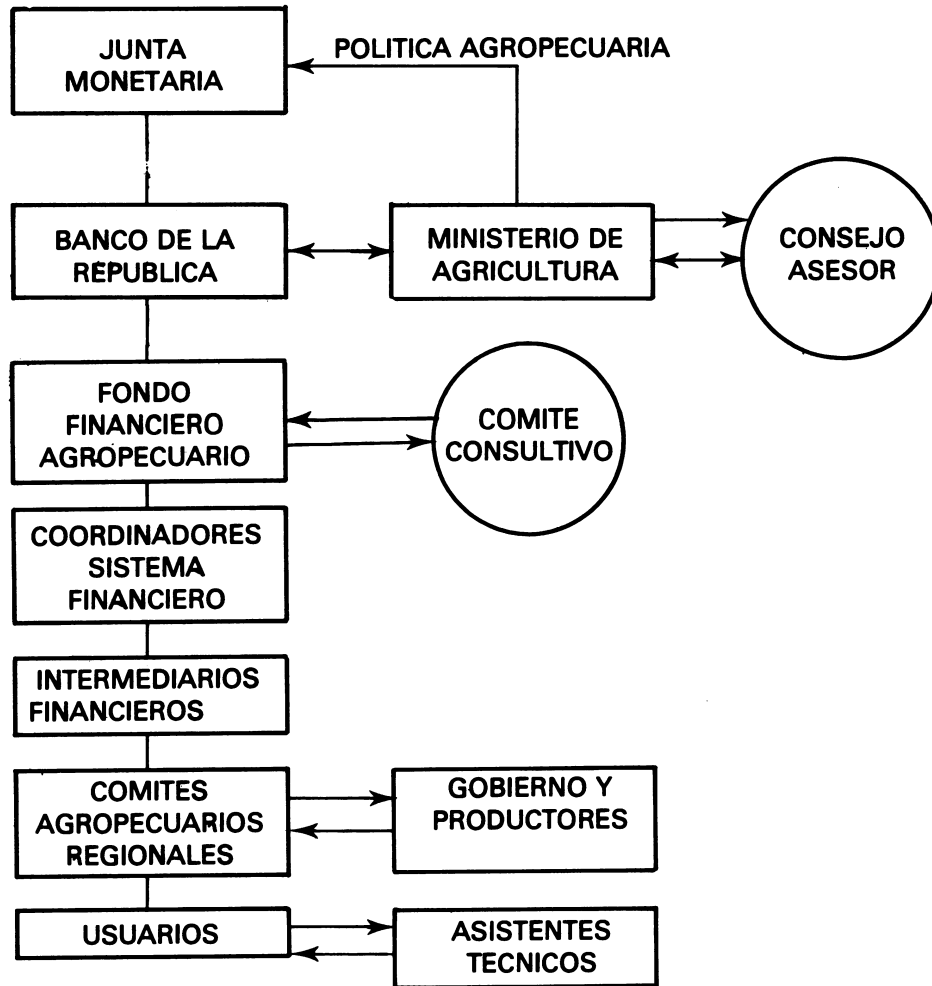 JUNTA
MONETARIA
POLITICA AGROPECUARIA
BANCO DE LA
REPUBLICA
MINISTERIO DE
AGRICULTURA
CONSEJO
ASESOR
FONDO
FINANCIERO
AGROPECUARIO
COMITE
CONSULTIVO
COORDINADORES
SISTEMA
FINANCIERO
INTERMEDIARIOS
FINANCIEROS
COMITES
AGROPECUARIOS
REGIONALES
GOBIERNO Y
PRODUCTORES
USUARIOS
ASISTENTES
TECNICOS